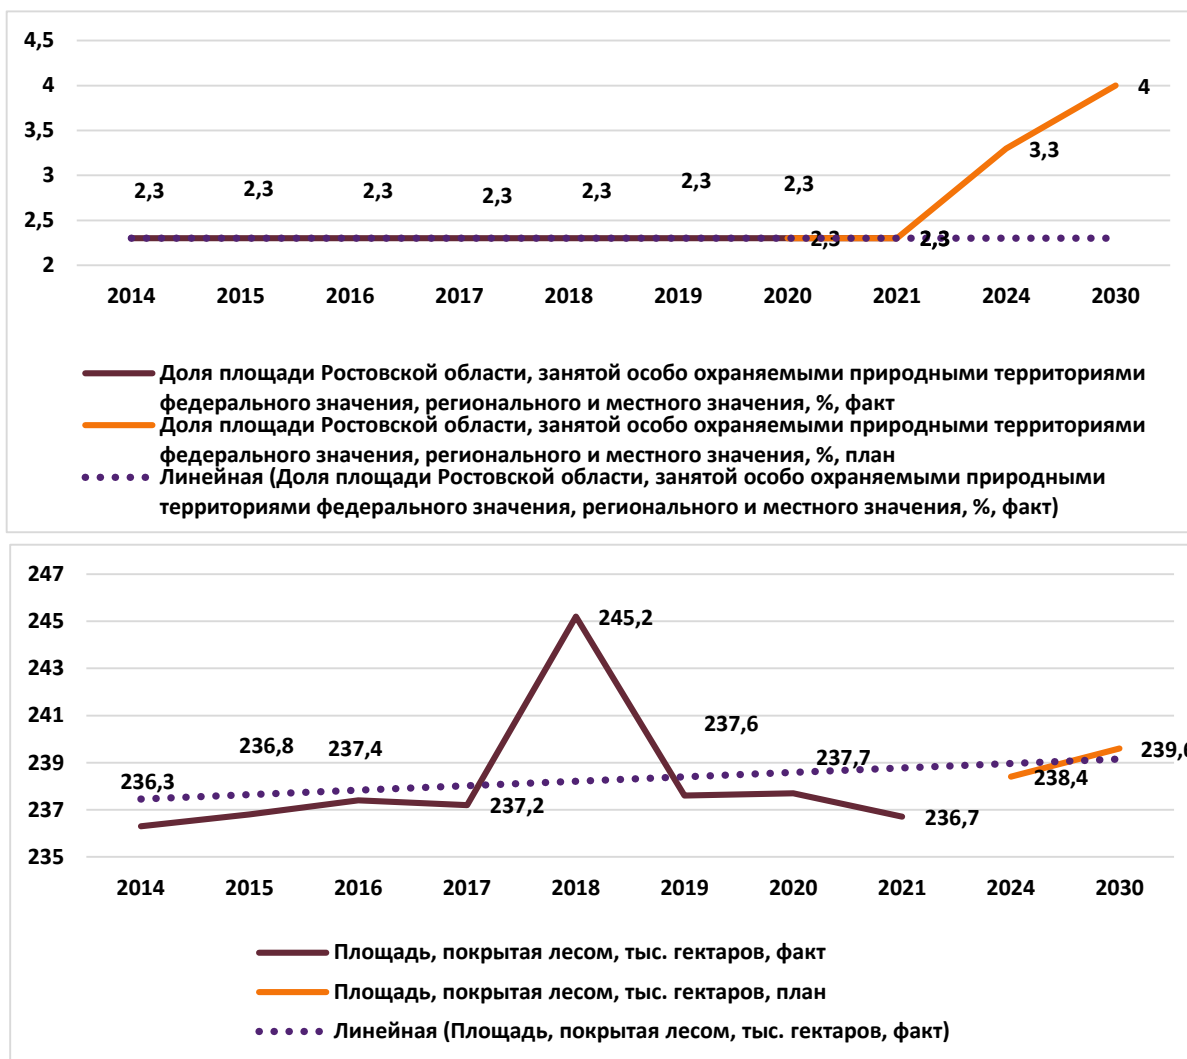 4,5
4
3,5
3
2,5
2
2,3 2,3 2,3 2,3 2,3 2,3 2,3
2,3 2,3
3,3
4
2014 2015 2016 2017 2018 2019 2020 2021 2024 2030
Доля площади Ростовской области, занятой особо охраняемыми природными территориями
федерального значения, регионального и местного значения, %, факт
Доля площади Ростовской области, занятой особо охраняемыми природными территориями
федерального значения, регионального и местного значения, %, план
Линейная (Доля площади Ростовской области, занятой особо охраняемыми природными
территориями федерального значения, регионального и местного значения, %, факт)
247
245
243
241
239
237
235
236,3 236,8 237,4 237,2 245,2 237,6 237,7 236,7
238,4
2014 2015 2016 2017 2018 2019 2020 2021 2024 2030
Площадь, покрытая лесом, тыс. гектаров, факт
Площадь, покрытая лесом, тыс. гектаров, план
Линейная (Площадь, покрытая лесом, тыс. гектаров, факт)